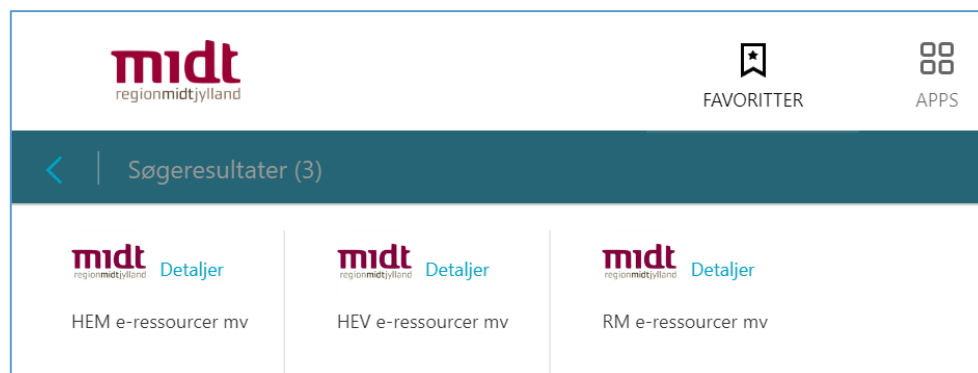 midt
regionmidtjylland
FAVORITTER
APPS
Søgeresultater (3)
midt
regionmidtjylland
Detaljer
HEM e-ressourcer mv
midt
regionmidtjylland
Detaljer
HEV e-ressourcer mv
midt
regionmidtjylland
Detaljer
RM e-ressourcer mv